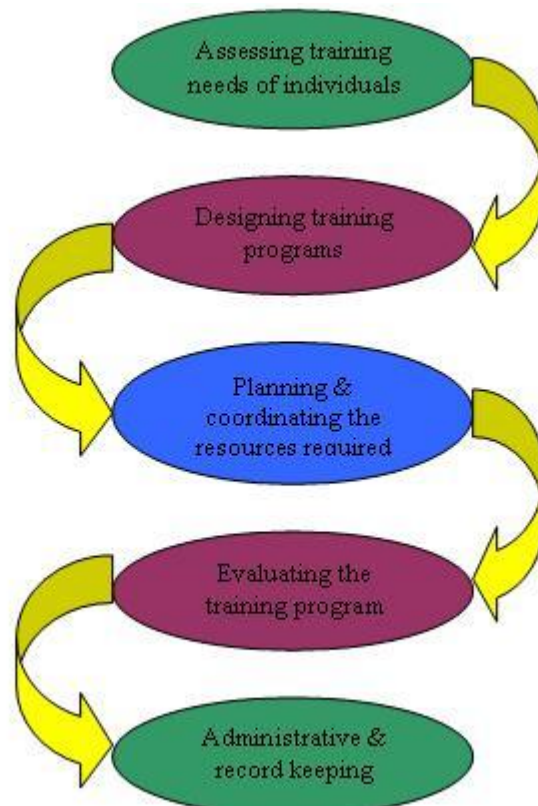 Assessing training
needs of individuals
Designing training
programs
Planning &
coordinating the
resources required
Evaluating the
training program
Administrative &
record keeping